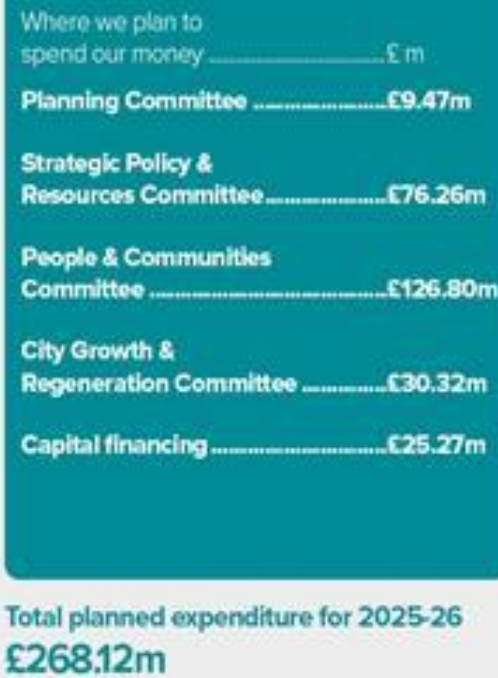 Where we plan to
spend our money ............................ £ m
Planning Committee ......................£9.47m
Strategic Policy &
Resources Committee....................£76.26m
People & Communities
Committee ......................................£126.80m
City Growth &
Regeneration Committee ..............£30.32m
Capital financing............................£25.27m
Total planned expenditure for 2025-26
£268.12m